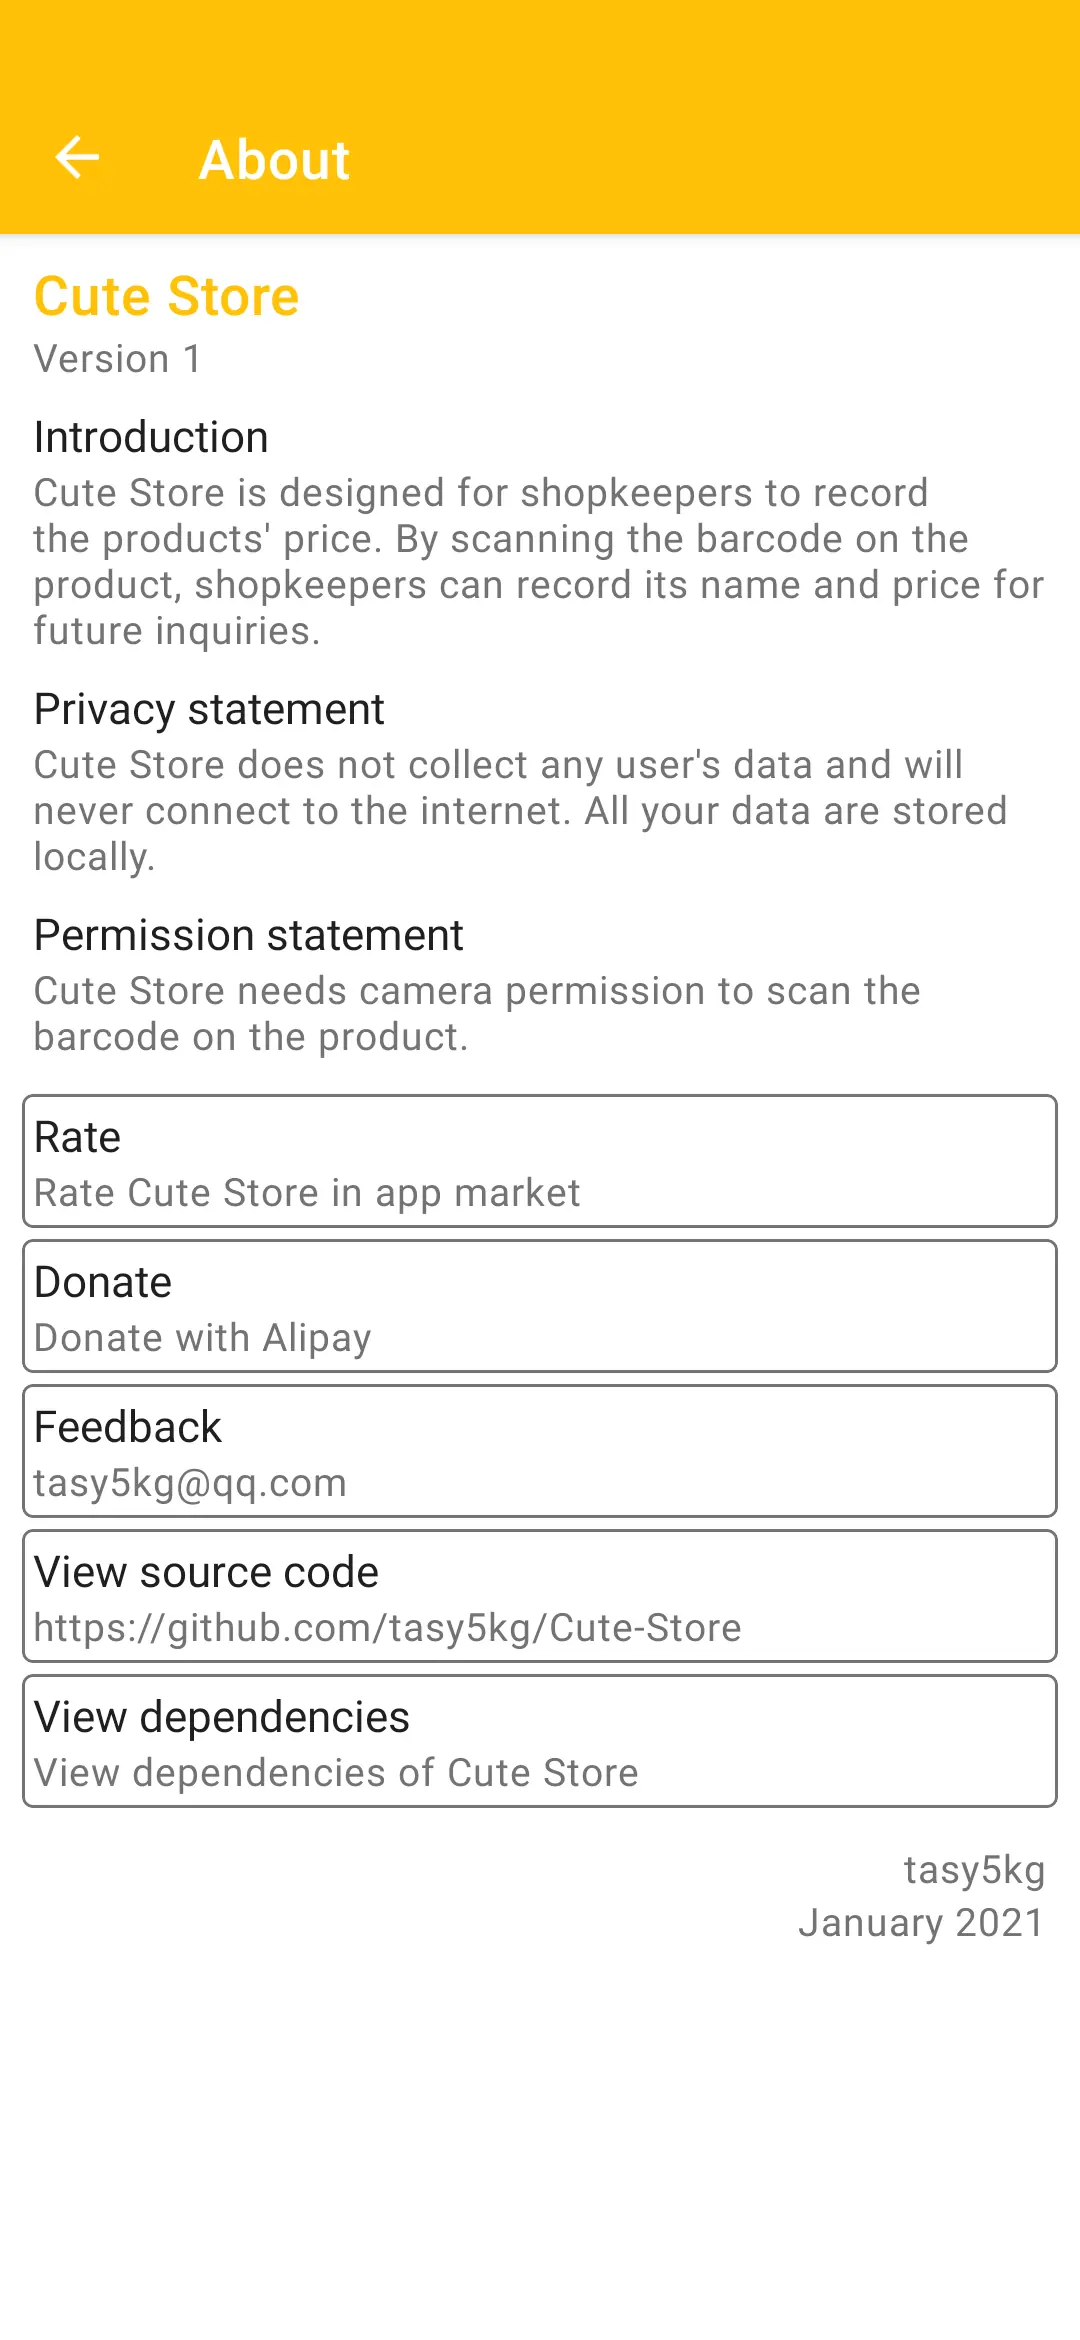 About
Cute Store
Version 1
Introduction
Cute Store is designed for shopkeepers to record
the products' price. By scanning the barcode on the
product, shopkeepers can record its name and price for
future inquiries.
Privacy statement
Cute Store does not collect any user's data and will
never connect to the internet. All your data are stored
locally.
Permission statement
Cute Store needs camera permission to scan the
barcode on the product.
Rate
Rate Cute Store in app market
Donate
Donate with Alipay
Feedback
tasy5kg@qq.com
View source code
https://github.com/tasy5kg/Cute-Store
View dependencies
View dependencies of Cute Store
tasy5kg
January 2021